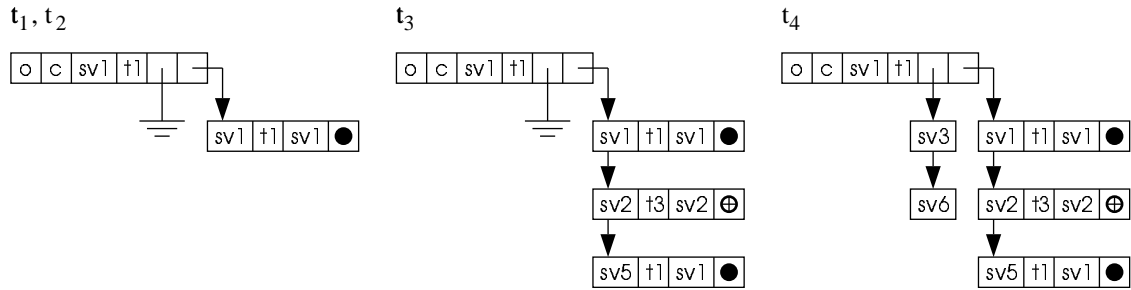 t1, t2
t3
t4
o c sv1 t1
o c sv1 t1
o c sv1 t1
sv1 t1 sv1
sv1 t1 sv1
sv3
sv1 t1 sv1
sv2 t3 sv2
sv6
sv2 t3 sv2
sv5 t1 sv1
sv5 t1 sv1